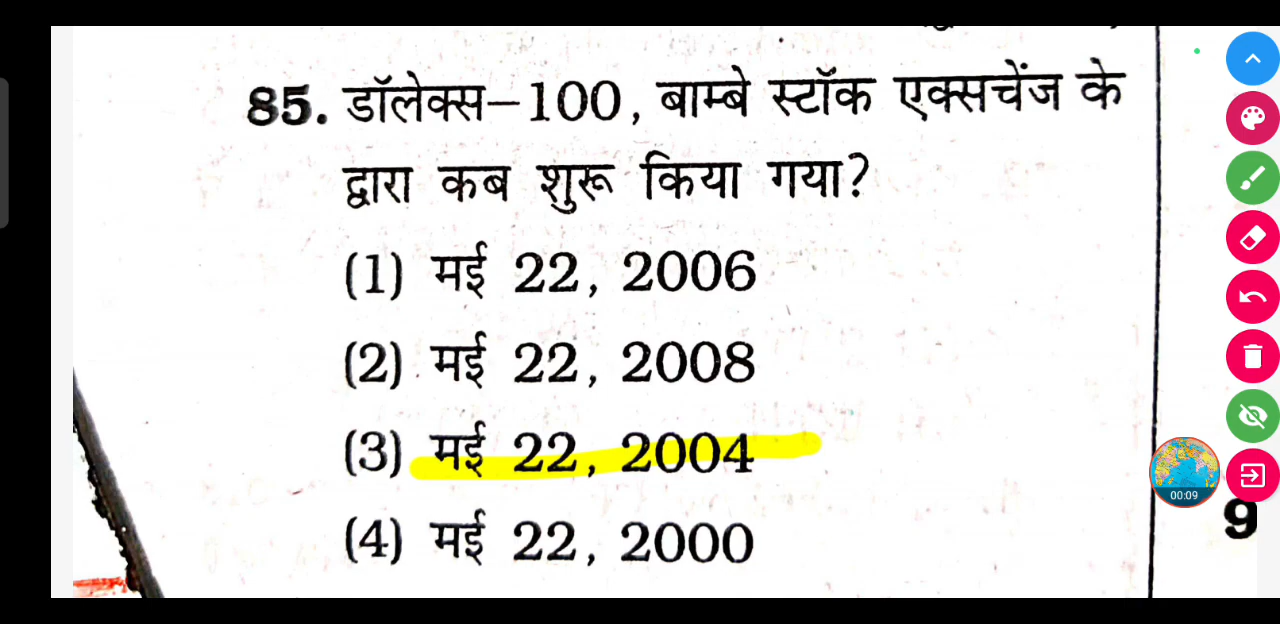 85. डॉलेक्स–100, बाम्बे स्टॉक एक्सचेंज के
द्वारा कब शुरू किया गया?
(1) मई 22, 2006
(2) मई 22, 2008
(3) मई 22, 2004
(4) मई 22, 2000
00:09
9